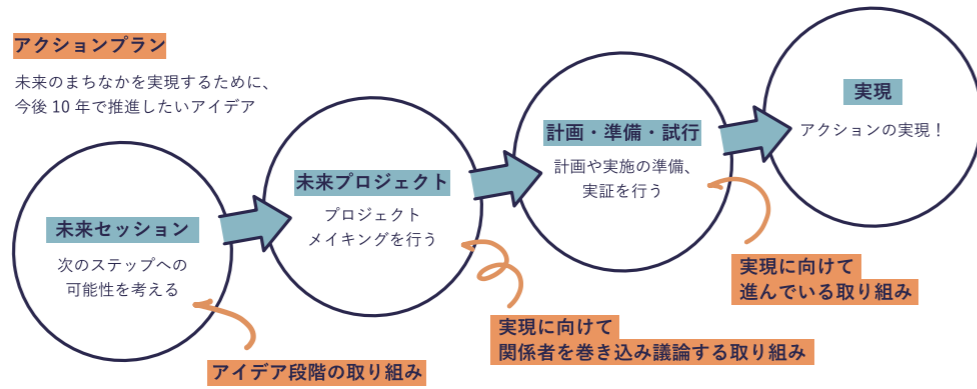 アクションプラン
未来のまちなかを実現するために、
今後 10 年で推進したいアイデア
未来セッション
次のステップへの
可能性を考える
アイデア段階の取り組み
未来プロジェクト
プロジェクト
メイキングを行う
実現に向けて
関係者を巻き込み議論する取り組み
計画・準備・試行
計画や実施の準備、
実証を行う
実現に向けて
進んでいる取り組み
実現
アクションの実現！